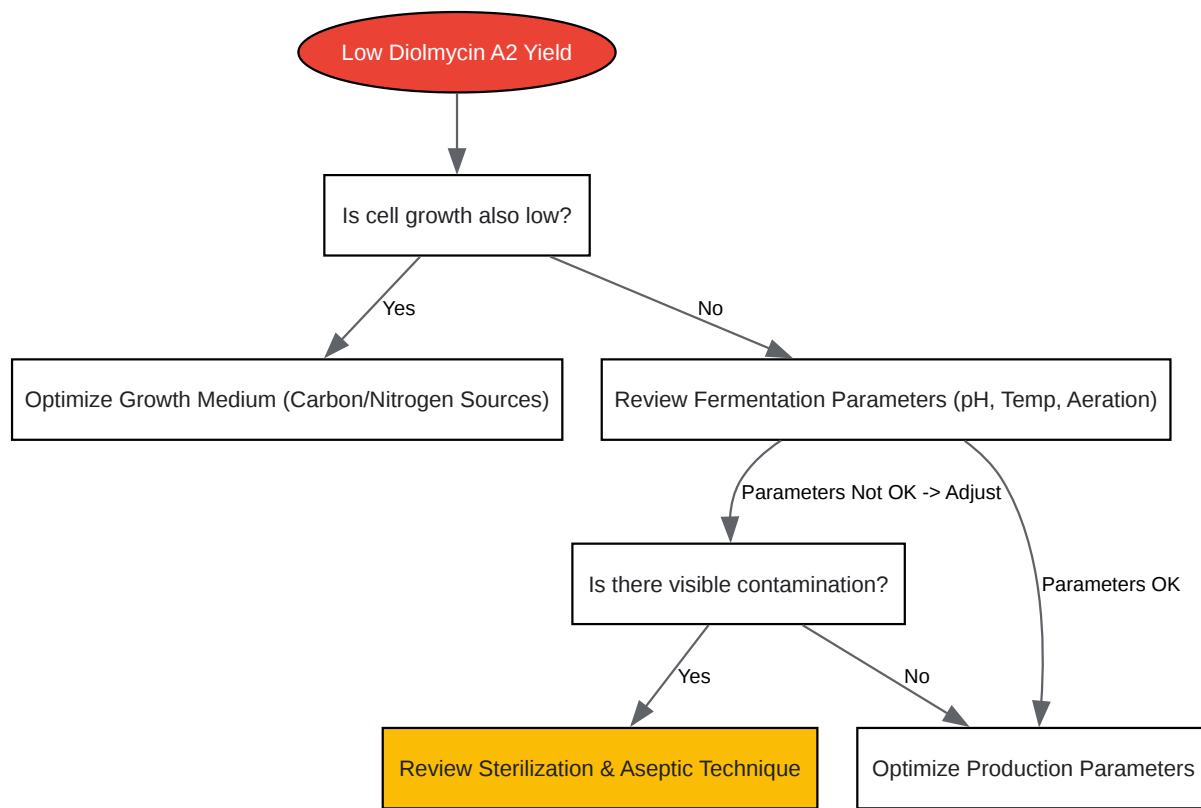 Low Diolmycin A2 Yield
Is cell growth also low?
Yes
No
Optimize Growth Medium (Carbon/Nitrogen Sources)
Review Fermentation Parameters (pH, Temp, Aeration)
Parameters Not OK -> Adjust
Is there visible contamination?
Parameters OK
Yes
No
Review Sterilization & Aseptic Technique
Optimize Production Parameters